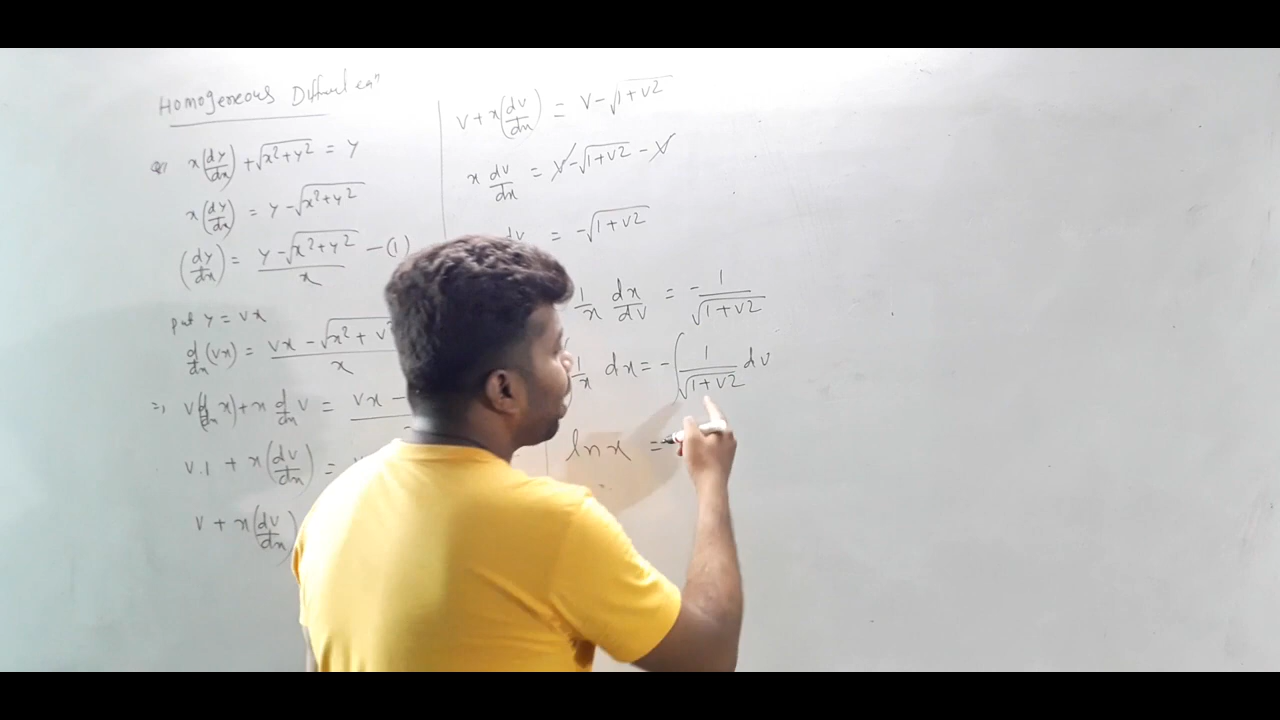 Homogeneous
x(dy/dx) + √x²+y² = y
x(dy/dx) = y - √x²+y²
(dy/dx) = y - √x²+y² / x - (1)
put y = vx
d/dx (vx) = vx - √x² + v / x
=, v(d/dx x) + x d/dx v = vx -
v.1 + x(dv/dx) =
v + x(dv/dx)
v + x(dv/dx) = v - √1+v2
x dv/dx = v - √1+v2 - v
dv = -√1+v2
1/x dx/dv = - 1/√1+v2
1/x dx = -∫ 1/√1+v2 dv
ln x =